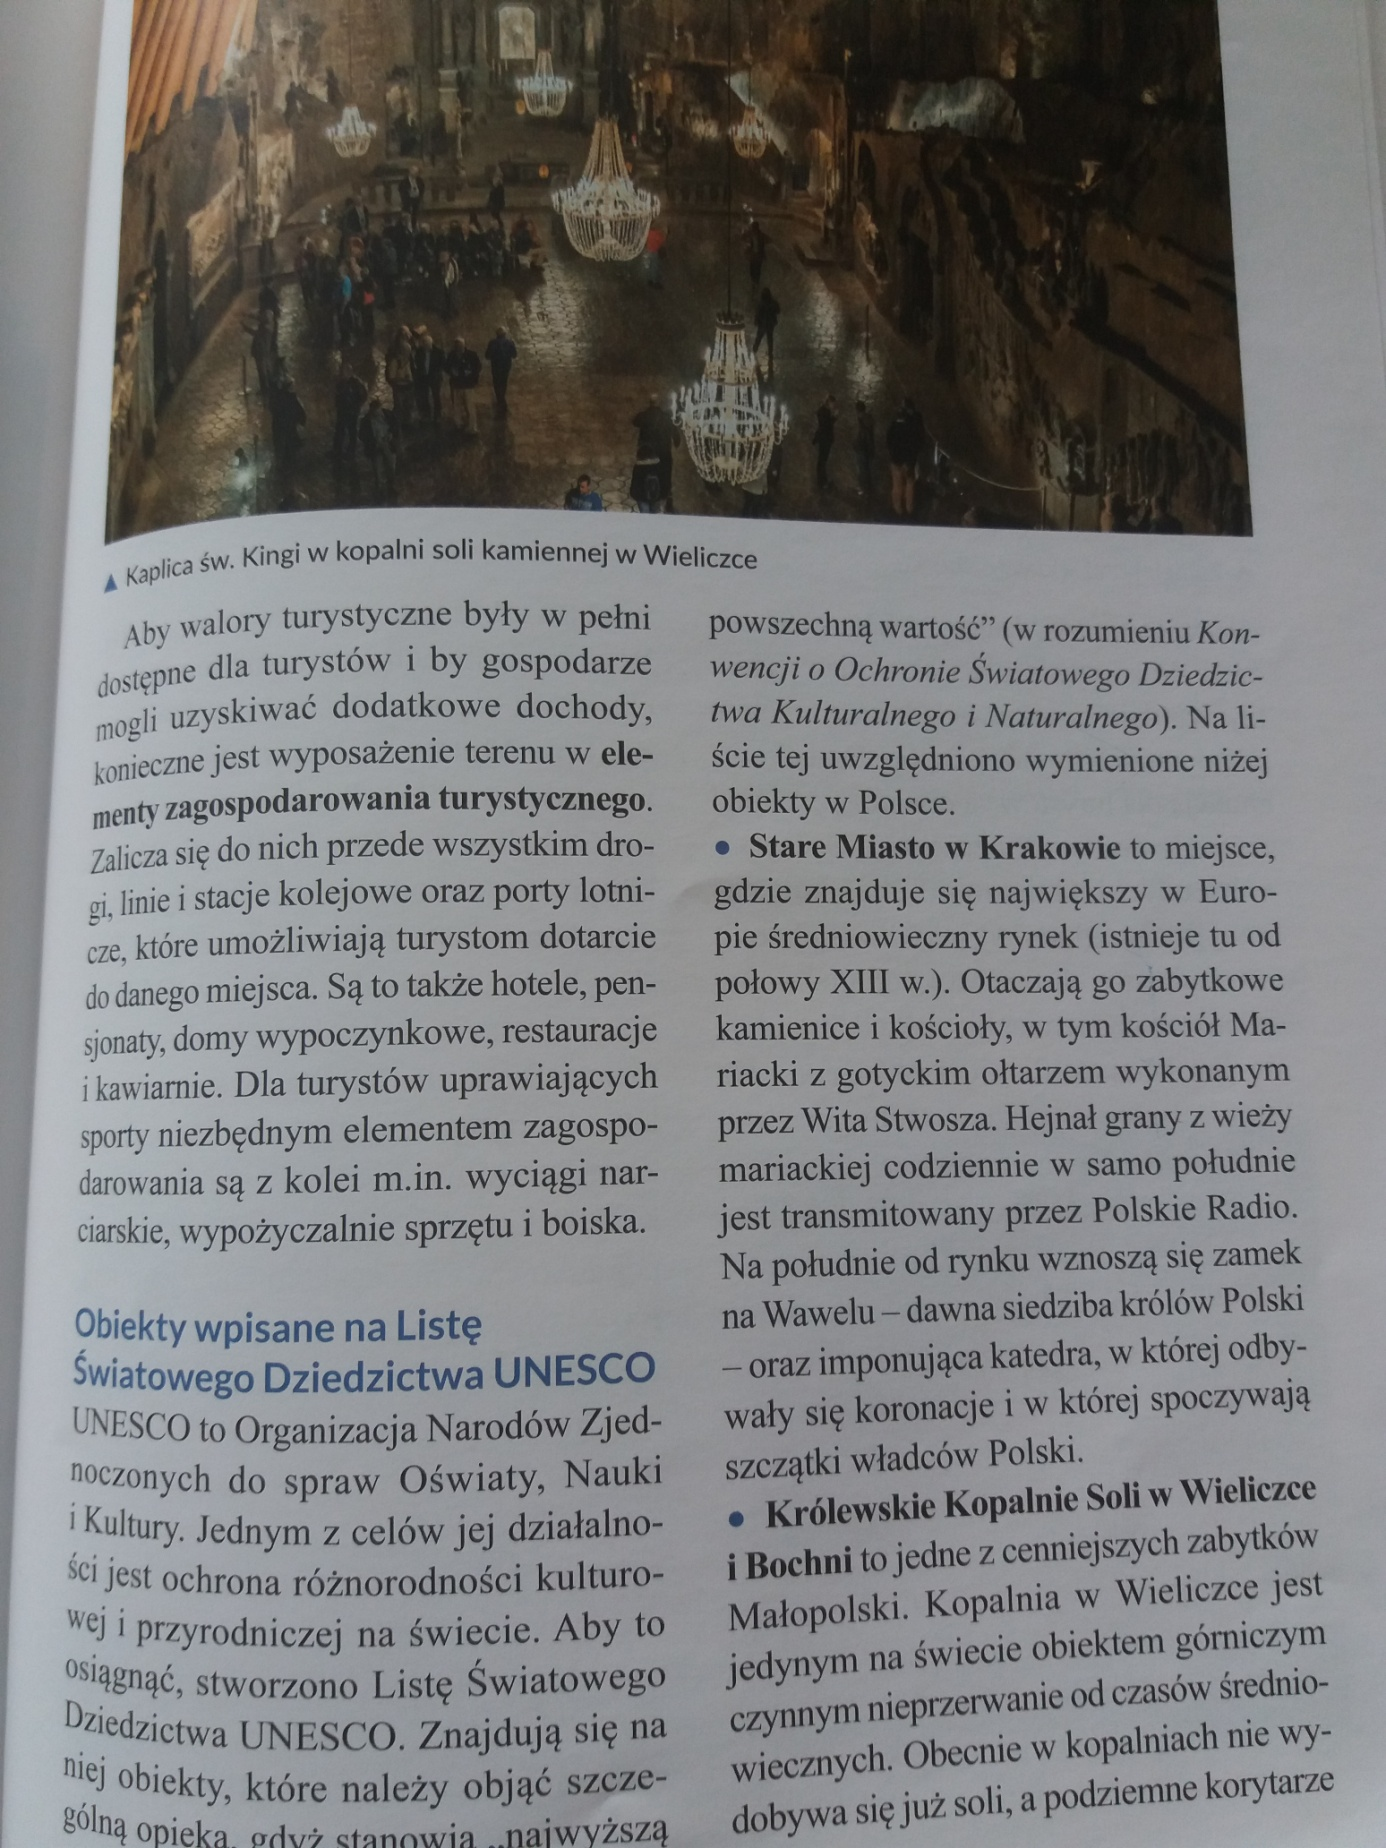 ▲ Kaplica św. Kingi w kopalni soli kamiennej w Wieliczce
Aby walory turystyczne były w pełni
dostępne dla turystów i by gospodarze
mogli uzyskiwać dodatkowe dochody,
konieczne jest wyposażenie terenu w ele-
menty zagospodarowania turystycznego.
Zalicza się do nich przede wszystkim dro-
gi, linie i stacje kolejowe oraz porty lotni-
cze, które umożliwiają turystom dotarcie
do danego miejsca. Są to także hotele, pen-
sjonaty, domy wypoczynkowe, restauracje
i kawiarnie. Dla turystów uprawiających
sporty niezbędnym elementem zagospo-
darowania są z kolei m.in. wyciągi nar-
ciarskie, wypożyczalnie sprzętu i boiska.
Obiekty wpisane na Listę
Światowego Dziedzictwa UNESCO
UNESCO to Organizacja Narodów Zjed-
noczonych do spraw Oświaty, Nauki
i Kultury. Jednym z celów jej działalno-
ści jest ochrona różnorodności kulturo-
wej i przyrodniczej na świecie. Aby to
osiągnąć, stworzono Listę Światowego
Dziedzictwa UNESCO. Znajdują się na
niej obiekty, które należy objąć szcze-
gólną opieką, gdyż stanowią „najwyższą
powszechną wartość” (w rozumieniu Kon-
wencji o Ochronie Światowego Dziedzic-
twa Kulturalnego i Naturalnego). Na li-
ście tej uwzględniono wymienione niżej
obiekty w Polsce.
• Stare Miasto w Krakowie to miejsce,
gdzie znajduje się największy w Euro-
pie średniowieczny rynek (istnieje tu od
połowy XIII w.). Otaczają go zabytkowe
kamienice i kościoły, w tym kościół Ma-
riacki z gotyckim ołtarzem wykonanym
przez Wita Stwosza. Hejnał grany z wieży
mariackiej codziennie w samo południe
jest transmitowany przez Polskie Radio.
Na południe od rynku wznoszą się zamek
na Wawelu – dawna siedziba królów Polski
– oraz imponująca katedra, w której odby-
wały się koronacje i w której spoczywają
szczątki władców Polski.
• Królewskie Kopalnie Soli w Wieliczce
i Bochni to jedne z cenniejszych zabytków
Małopolski. Kopalnia w Wieliczce jest
jedynym na świecie obiektem górniczym
czynnym nieprzerwanie od czasów średnio-
wiecznych. Obecnie w kopalniach nie wy-
dobywa się już soli, a podziemne korytarze